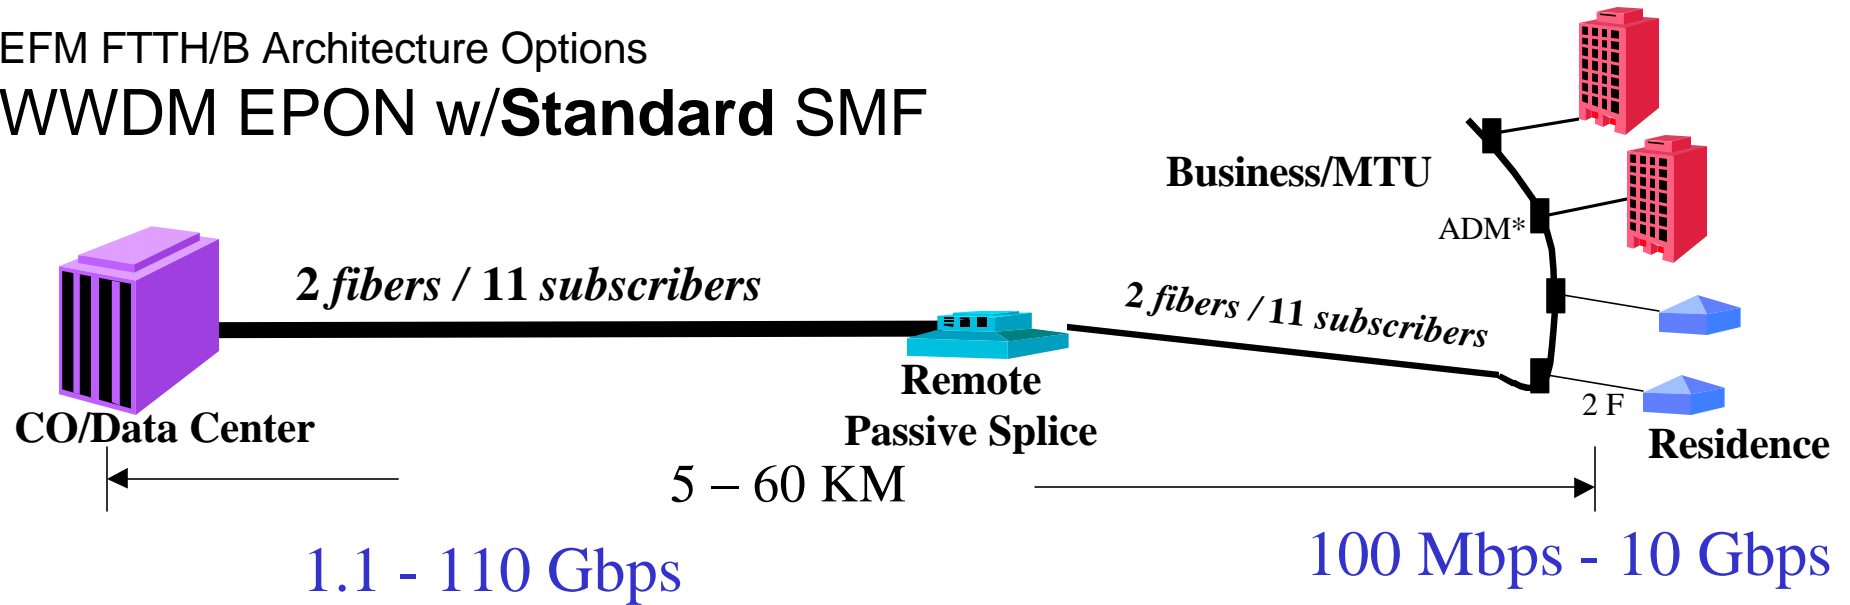 EFM FTTH/B Architecture Options
WWDM EPON w/Standard SMF
Business/MTU
ADM*
2 fibers / 11 subscribers
2 fibers / 11 subscribers
Remote
Passive Splice
2 F
CO/Data Center
Residence
5 – 60 KM
1.1 - 110 Gbps
100 Mbps - 10 Gbps